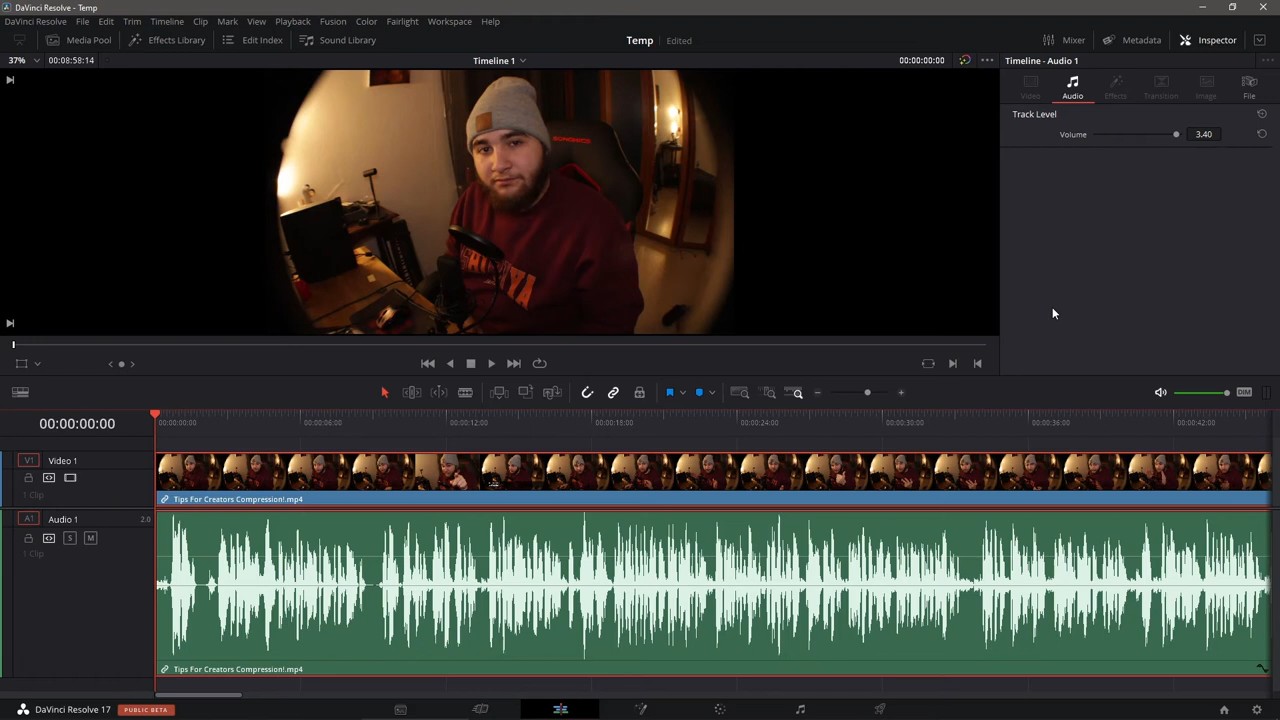 DaVinci Resolve - Temp
DaVinci Resolve File Edit Trim Timeline Clip Mark View Playback Fusion Color Fairlight Workspace Help
Media Pool Effects Library Edit Index Sound Library Temp Edited Mixer Metadata Inspector
37% 00:08:58:14 Timeline 1 00:00:00:00 Timeline - Audio 1
Video Audio Effects Transition Image File
Track Level
Volume 3.40
DIM
00:00:00:00 00:00:00:00 00:00:06:00 00:00:12:00 00:00:18:00 00:00:24:00 00:00:30:00 00:00:36:00 00:00:42:00
V1 Video 1
1 Clip
Tips For Creators Compression!.mp4
A1 Audio 1 2.0
S M
1 Clip
Tips For Creators Compression!.mp4
DaVinci Resolve 17 PUBLIC BETA